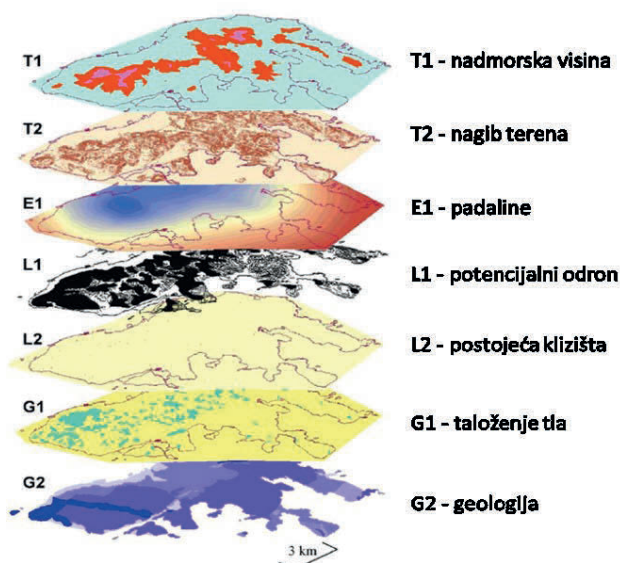 T1
T1 - nadmorska visina
T2
T2 - nagib terena
E1
E1 - padaline
L1
L1 - potencijalni odron
L2
L2 - postojeća klizišta
G1
G1 - taloženje tla
G2
G2 - geologija
3 km